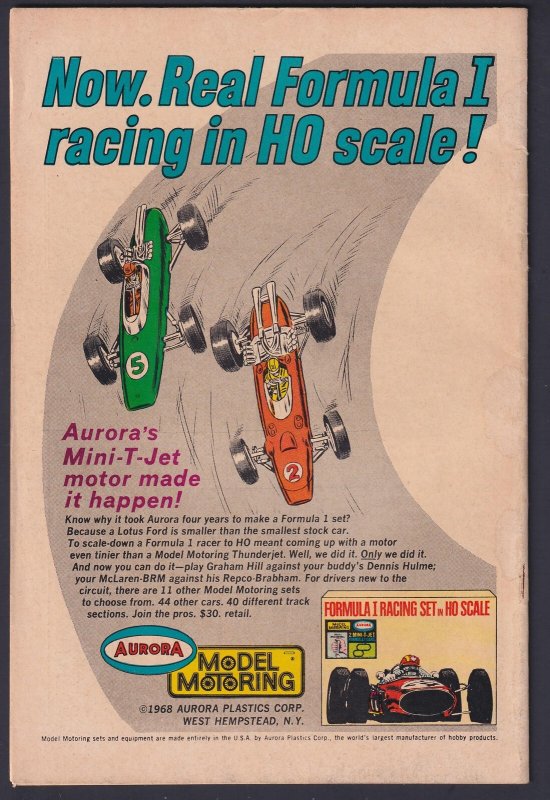 Now. Real Formula I
racing in HO scale!
5
2
Aurora's
Mini-T-Jet
motor made
it happen!
Know why it took Aurora four years to make a Formula 1 set?
Because a Lotus Ford is smaller than the smallest stock car.
To scale-down a Formula 1 racer to HO meant coming up with a motor
even tinier than a Model Motoring Thunderjet. Well, we did it. Only we did it.
And now you can do it—play Graham Hill against your buddy's Dennis Hulme;
your McLaren-BRM against his Repco-Brabham. For drivers new to the
circuit, there are 11 other Model Motoring sets
to choose from. 44 other cars. 40 different track
sections. Join the pros. $30. retail.
FORMULA I RACING SET IN HO SCALE
MODEL
MOTORING
AURORA
2 MINI-T-JET
AURORA
MODEL
MOTORING
®
©1968 AURORA PLASTICS CORP.
WEST HEMPSTEAD, N.Y.
Model Motoring sets and equipment are made entirely in the U.S.A. by Aurora Plastics Corp., the world's largest manufacturer of hobby products.